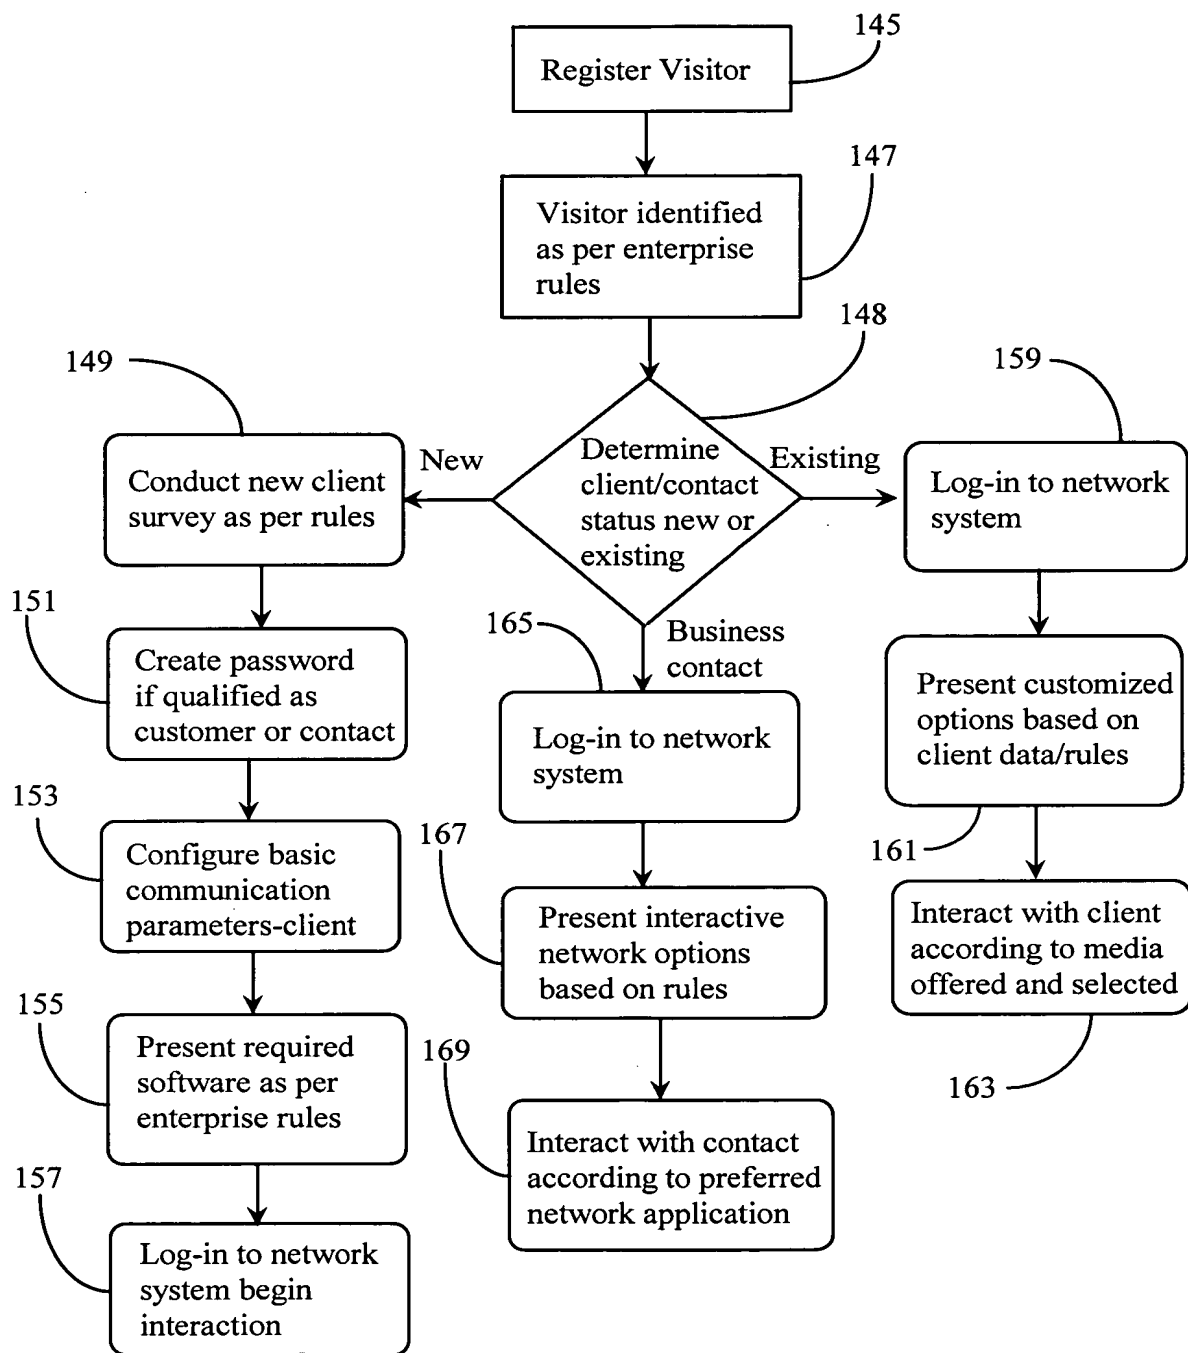 145
Register Visitor
147
Visitor identified
as per enterprise
rules
148
149
159
New
Determine
client/contact
status new or
existing
Existing
Conduct new client
survey as per rules
Log-in to network
system
151
Create password
if qualified as
customer or contact
165
Business
contact
Log-in to network
system
Present customized
options based on
client data/rules
161
153
Configure basic
communication
parameters-client
167
Present interactive
network options
based on rules
Interact with client
according to media
offered and selected
163
155
Present required
software as per
enterprise rules
169
Interact with contact
according to preferred
network application
157
Log-in to network
system begin
interaction